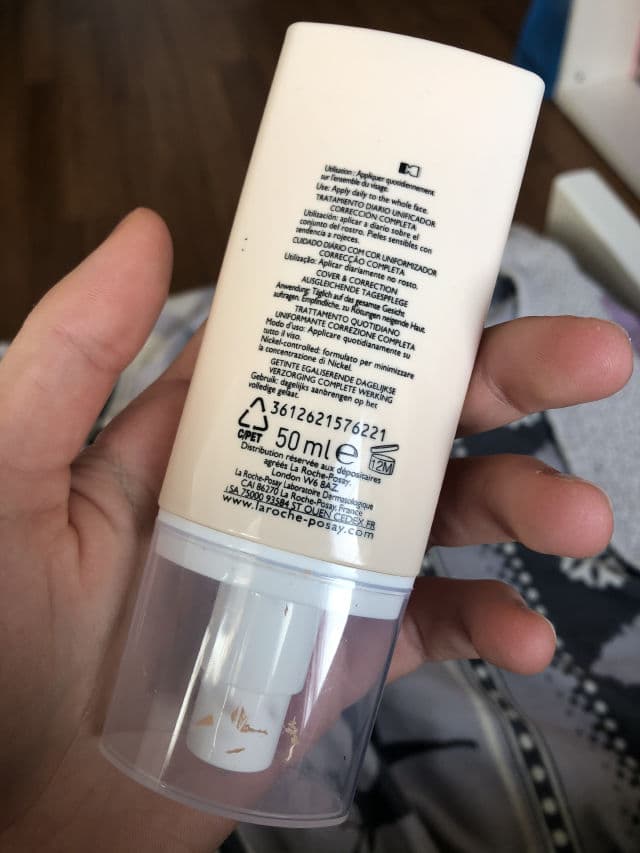 Utilisation : Appliquer quotidiennement
sur l'ensemble du visage.
Use: Apply daily to the whole face.
TRATAMIENTO DIARIO UNIFICADOR
CORRECCIÓN COMPLETA
Utilización: aplicar a diario sobre el
conjunto del rostro. Pieles sensibles con
tendencia a rojeces.
CUIDADO DIÁRIO COM COR UNIFORMIZADOR
CORRECÇÃO COMPLETA
Utilização: Aplicar diariamente no rosto.
COVER & CORRECTION
AUSGLEICHENDE TAGESPFLEGE
Anwendung: Täglich auf das gesamte Gesicht
auftragen. Empfindliche, zu Rötungen neigende Haut.
TRATTAMENTO QUOTIDIANO
UNIFORMANTE CORREZIONE COMPLETA
Modo d'uso: Applicare quotidianamente su
tutto il viso.
Nickel-controlled: formulato per minimizzare
la concentrazione di Nickel.
GETINTE EGALISERENDE DAGELIJKSE
VERZORGING COMPLETE WERKING
Gebruik: dagelijks aanbrengen op het
volledige gelaat.
3612621576221
C/PET 50 ml e 12M
Distribution réservée aux dépositaires
agréés La Roche-Posay.
London W6 8AZ
La Roche-Posay Laboratoire Dermatologique
CAI 86270 La Roche-Posay, France
SA 75000 93584 ST OUEN CEDEX.FR
www.laroche-posay.com